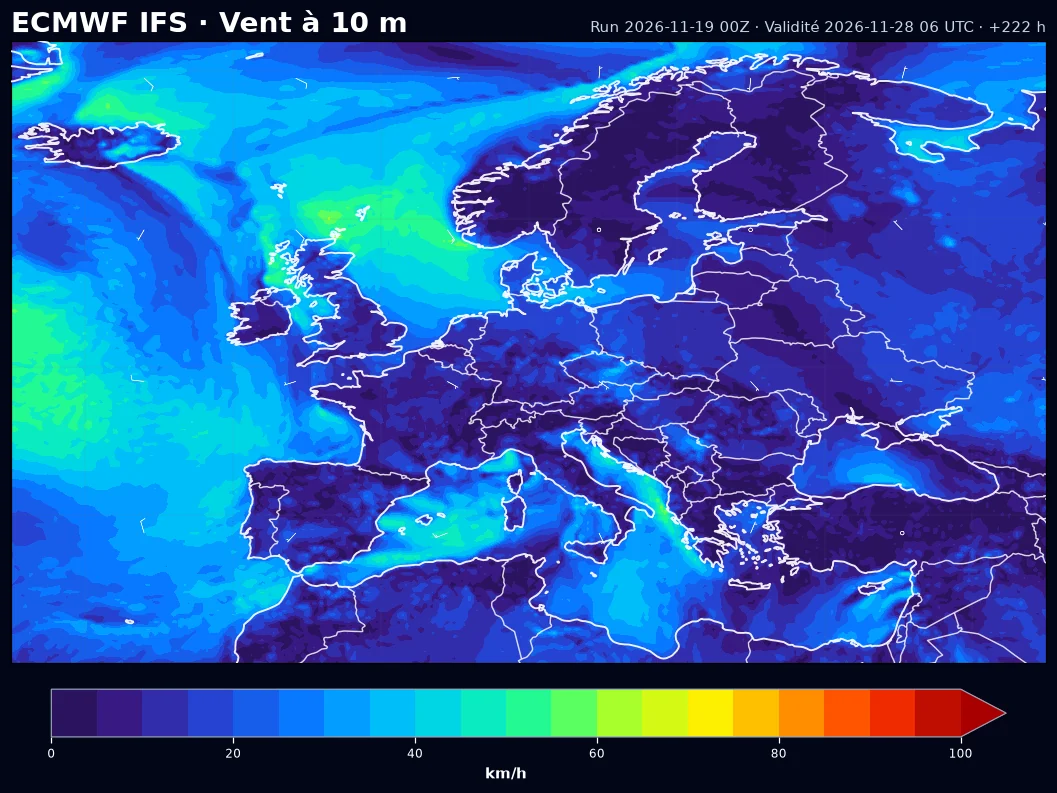 ECMWF IFS · Vent à 10 m
Run 2026-11-19 00Z · Validité 2026-11-28 06 UTC · +222 h
0 20 40 60 80 100
km/h